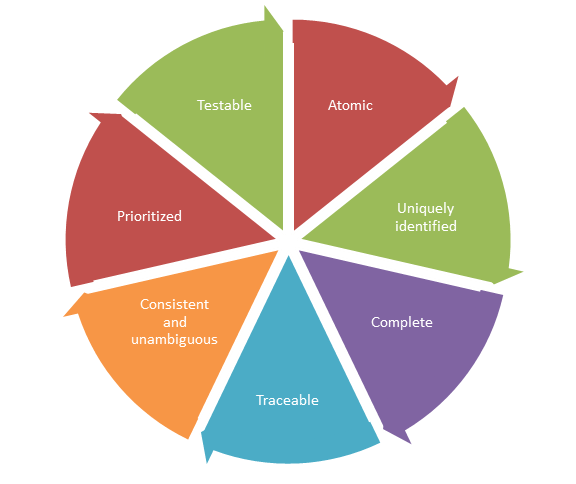 Testable
Atomic
Uniquely
identified
Complete
Traceable
Consistent
and
unambiguous
Prioritized